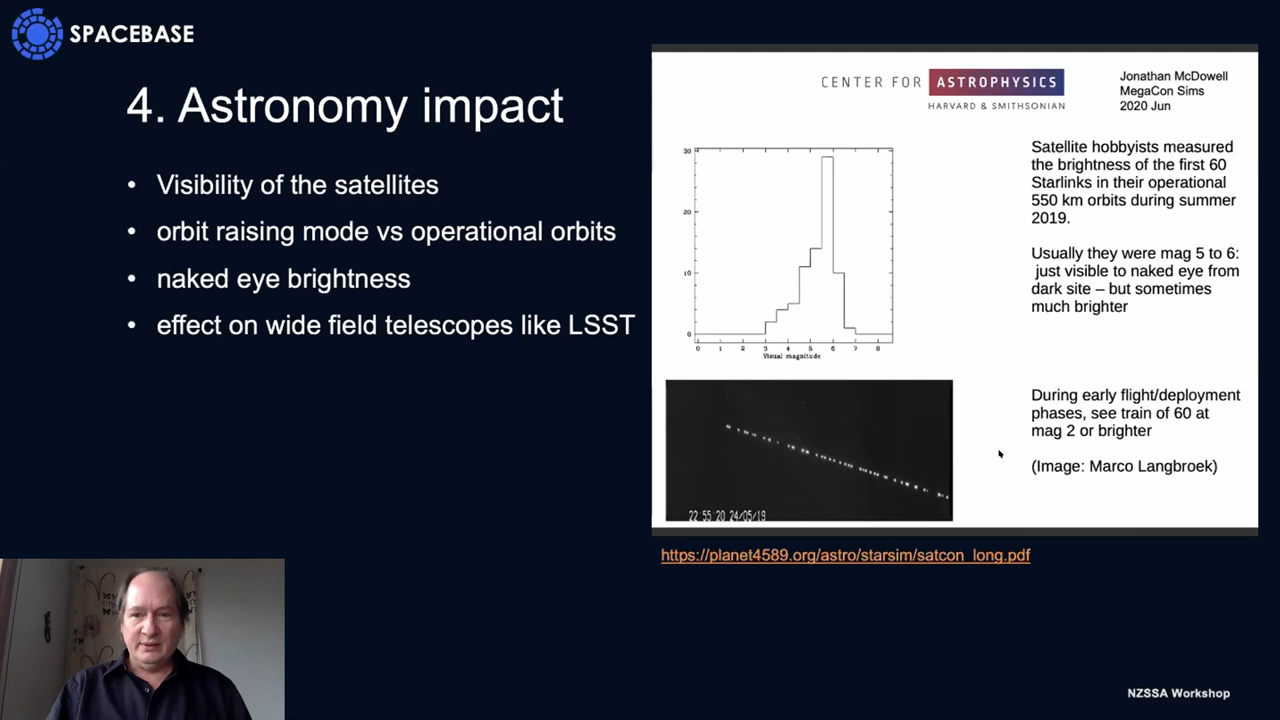 SPACEBASE
4. Astronomy impact
• Visibility of the satellites
• orbit raising mode vs operational orbits
• naked eye brightness
• effect on wide field telescopes like LSST
CENTER FOR ASTROPHYSICS
HARVARD & SMITHSONIAN
Jonathan McDowell
MegaCon Sims
2020 Jun
30
20
10
0
0 1 2 3 4 5 6 7 8
Visual magnitude
Satellite hobbyists measured
the brightness of the first 60
Starlinks in their operational
550 km orbits during summer
2019.
Usually they were mag 5 to 6:
just visible to naked eye from
dark site – but sometimes
much brighter
22:55:20 24/05/19
During early flight/deployment
phases, see train of 60 at
mag 2 or brighter
(Image: Marco Langbroek)
https://planet4589.org/astro/starsim/satcon_long.pdf
NZSSA Workshop